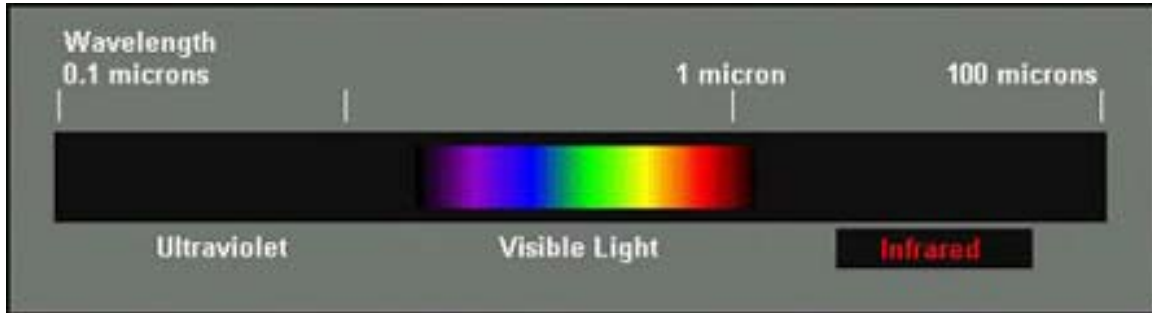 Wavelength
0.1 microns
1 micron
100 microns
Ultraviolet
Visible Light
Infrared